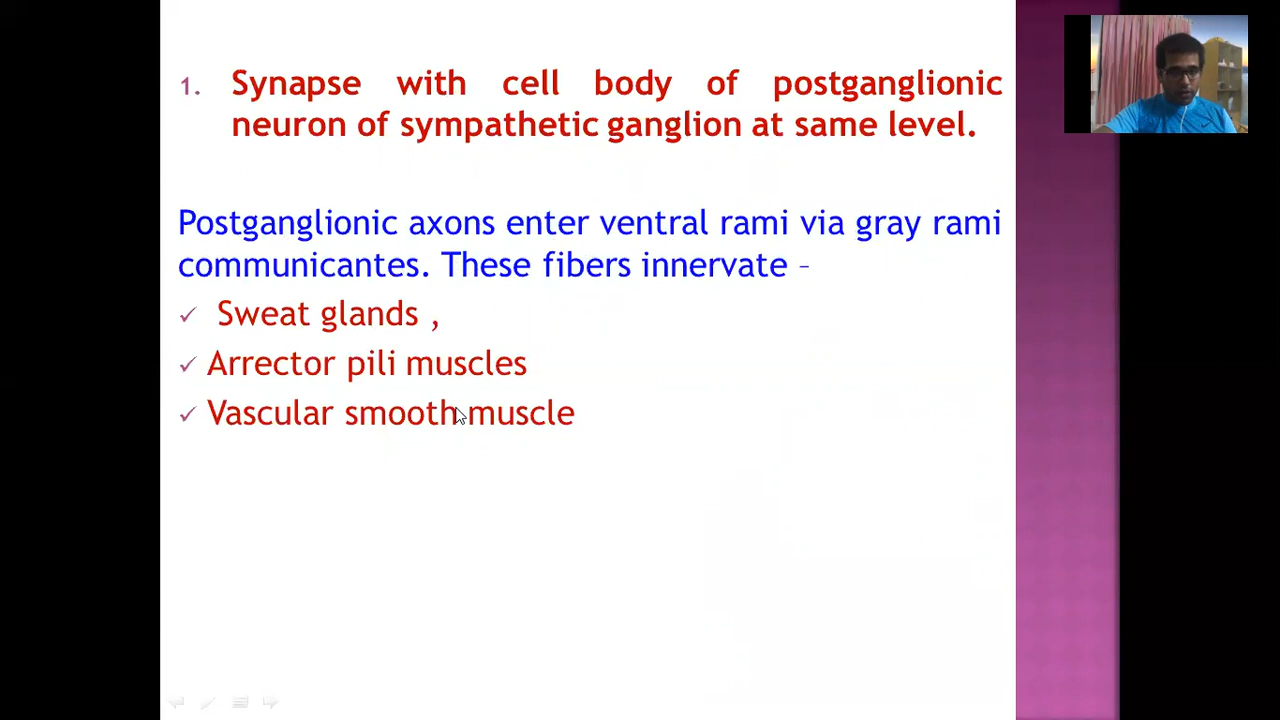 1. Synapse with cell body of postganglionic
neuron of sympathetic ganglion at same level.
Postganglionic axons enter ventral rami via gray rami
communicantes. These fibers innervate –
✓ Sweat glands ,
✓ Arrector pili muscles
✓ Vascular smooth muscle